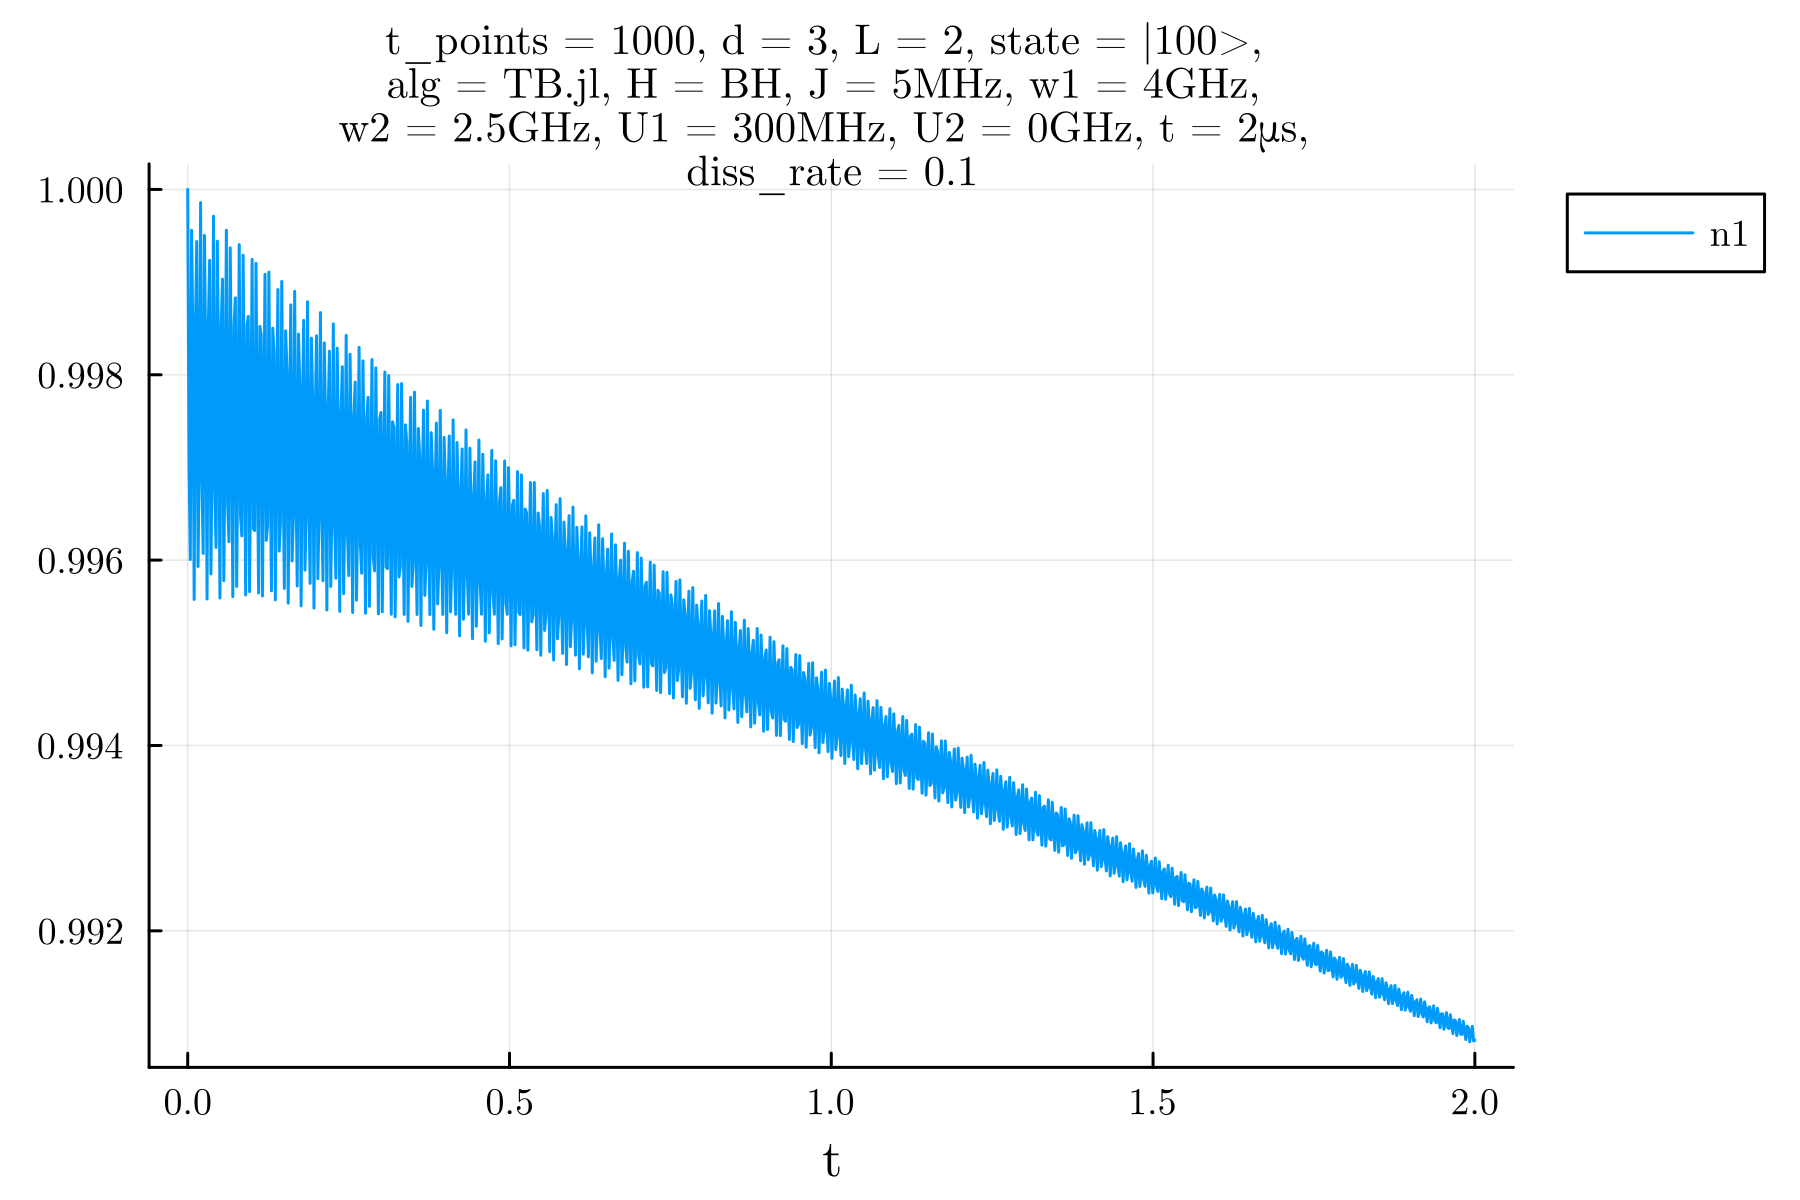 t_points = 1000, d = 3, L = 2, state = |100>,
alg = TB.jl, H = BH, J = 5MHz, w1 = 4GHz,
w2 = 2.5GHz, U1 = 300MHz, U2 = 0GHz, t = 2μs,
diss_rate = 0.1
1.000
0.998
0.996
0.994
0.992
n1
0.0 0.5 1.0 1.5 2.0
t